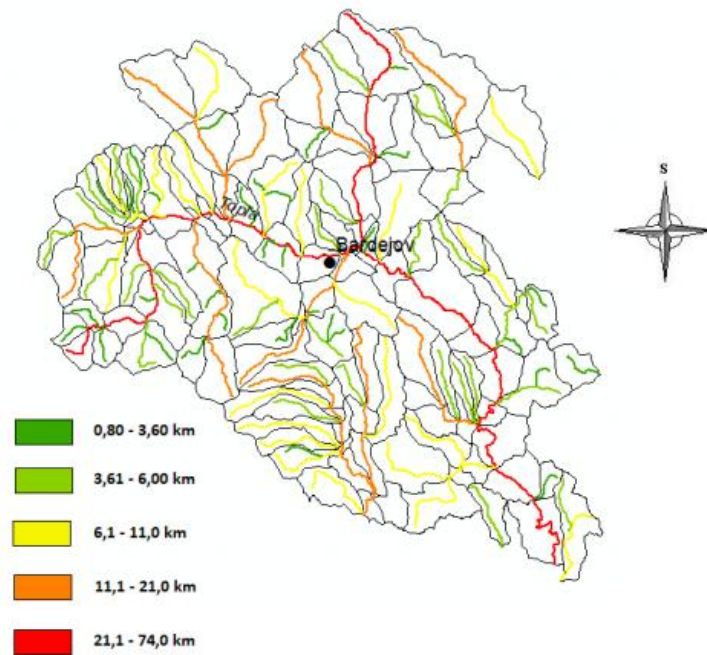 S
Topľa
Bardejov
0,80 - 3,60 km
3,61 - 6,00 km
6,1 - 11,0 km
11,1 - 21,0 km
21,1 - 74,0 km